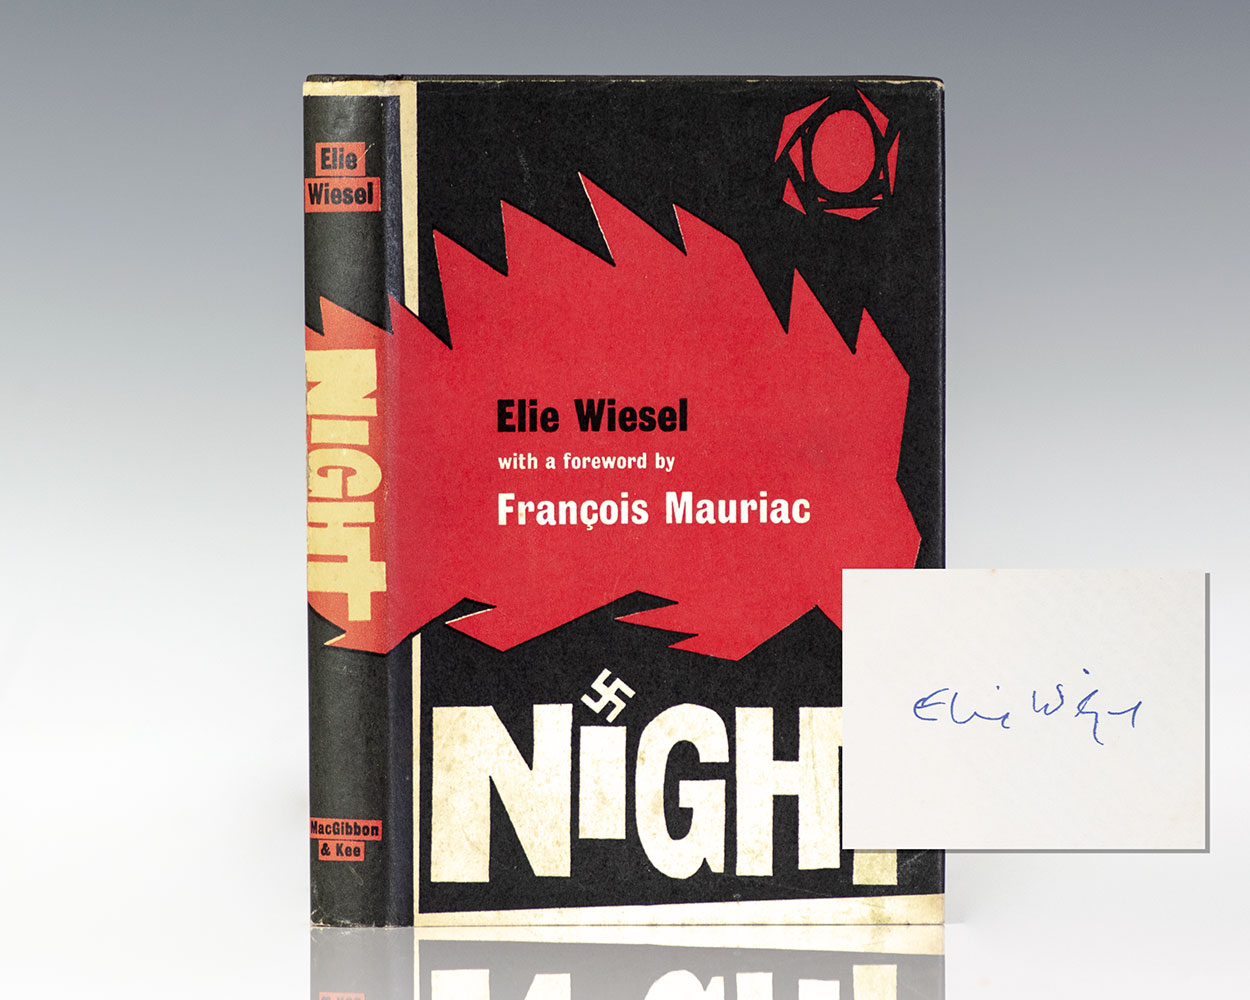 Elie
Wiesel
NiGHT
MacGibbon
& Kee
Elie Wiesel
with a foreword by
François Mauriac
NiGHT
Elie Wiesel